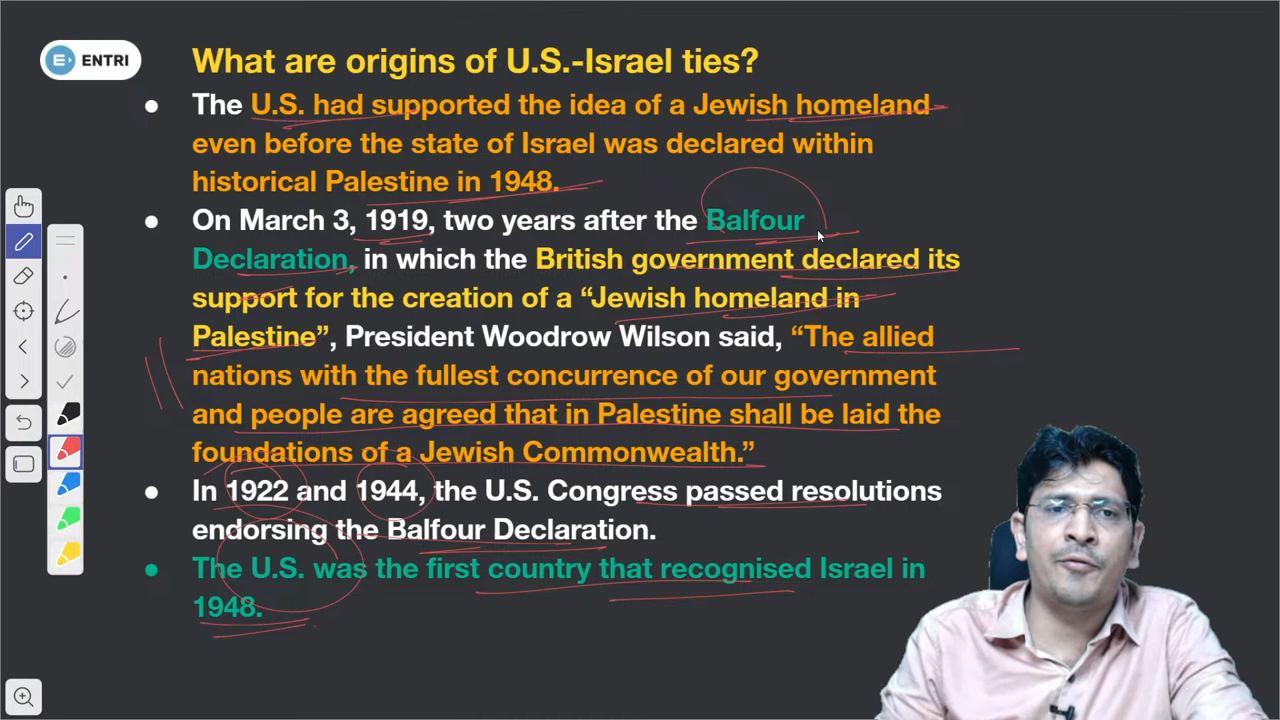 ENTRI
What are origins of U.S.-Israel ties?
● The U.S. had supported the idea of a Jewish homeland
even before the state of Israel was declared within
historical Palestine in 1948.
● On March 3, 1919, two years after the Balfour
Declaration, in which the British government declared its
support for the creation of a “Jewish homeland in
Palestine”, President Woodrow Wilson said, “The allied
nations with the fullest concurrence of our government
and people are agreed that in Palestine shall be laid the
foundations of a Jewish Commonwealth.”
● In 1922 and 1944, the U.S. Congress passed resolutions
endorsing the Balfour Declaration.
● The U.S. was the first country that recognised Israel in
1948.